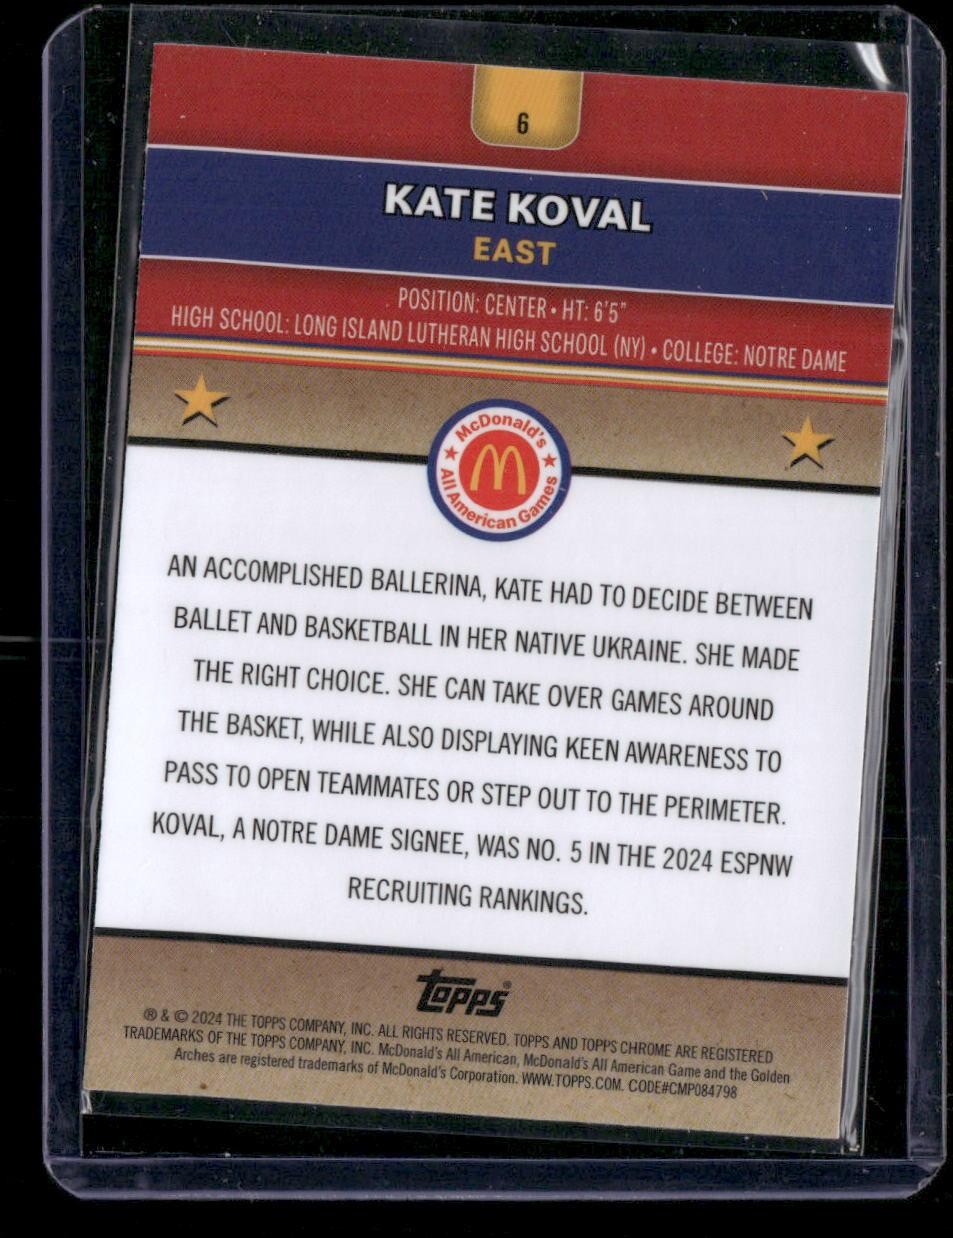 6
KATE KOVAL
EAST
POSITION: CENTER • HT: 6'5"
HIGH SCHOOL: LONG ISLAND LUTHERAN HIGH SCHOOL (NY) • COLLEGE: NOTRE DAME
McDonald's
All American Games
AN ACCOMPLISHED BALLERINA, KATE HAD TO DECIDE BETWEEN
BALLET AND BASKETBALL IN HER NATIVE UKRAINE. SHE MADE
THE RIGHT CHOICE. SHE CAN TAKE OVER GAMES AROUND
THE BASKET, WHILE ALSO DISPLAYING KEEN AWARENESS TO
PASS TO OPEN TEAMMATES OR STEP OUT TO THE PERIMETER.
KOVAL, A NOTRE DAME SIGNEE, WAS NO. 5 IN THE 2024 ESPNW
RECRUITING RANKINGS.
Topps®
® & © 2024 THE TOPPS COMPANY, INC. ALL RIGHTS RESERVED. TOPPS AND TOPPS CHROME ARE REGISTERED
TRADEMARKS OF THE TOPPS COMPANY, INC. McDonald's All American, McDonald's All American Game and the Golden
Arches are registered trademarks of McDonald's Corporation. WWW.TOPPS.COM. CODE#CMP084798